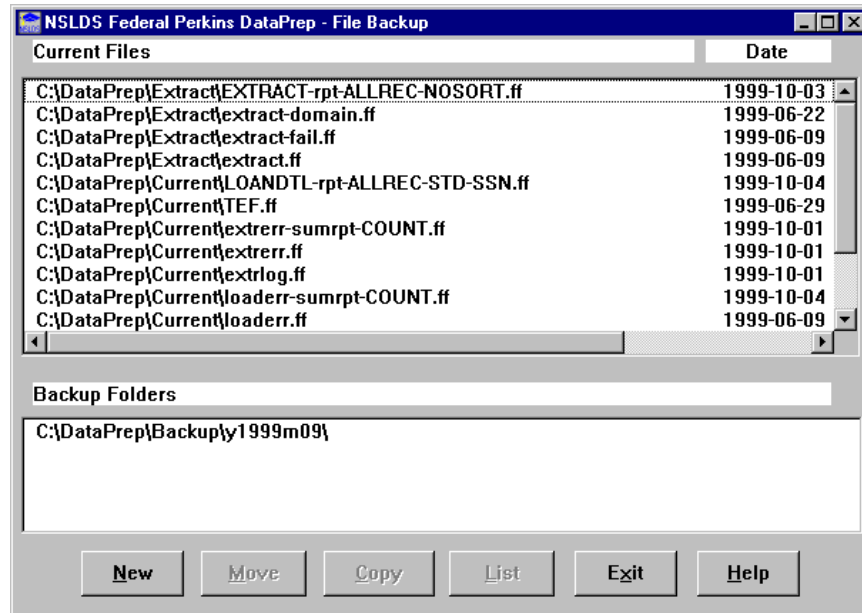 NSLDS Federal Perkins DataPrep - File Backup
Current Files Date
C:\DataPrep\Extract\EXTRACT-rpt-ALLREC-NOSORT.ff 1999-10-03
C:\DataPrep\Extract\extract-domain.ff 1999-06-22
C:\DataPrep\Extract\extract-fail.ff 1999-06-09
C:\DataPrep\Extract\extract.ff 1999-06-09
C:\DataPrep\Current\LOANDTL-rpt-ALLREC-STD-SSN.ff 1999-10-04
C:\DataPrep\Current\TEF.ff 1999-06-29
C:\DataPrep\Current\extrerr-sumrpt-COUNT.ff 1999-10-01
C:\DataPrep\Current\extrerr.ff 1999-10-01
C:\DataPrep\Current\extrlog.ff 1999-10-01
C:\DataPrep\Current\loaderr-sumrpt-COUNT.ff 1999-10-04
C:\DataPrep\Current\loaderr.ff 1999-06-09
Backup Folders
C:\DataPrep\Backup\y1999m09\
New Move Copy List Exit Help